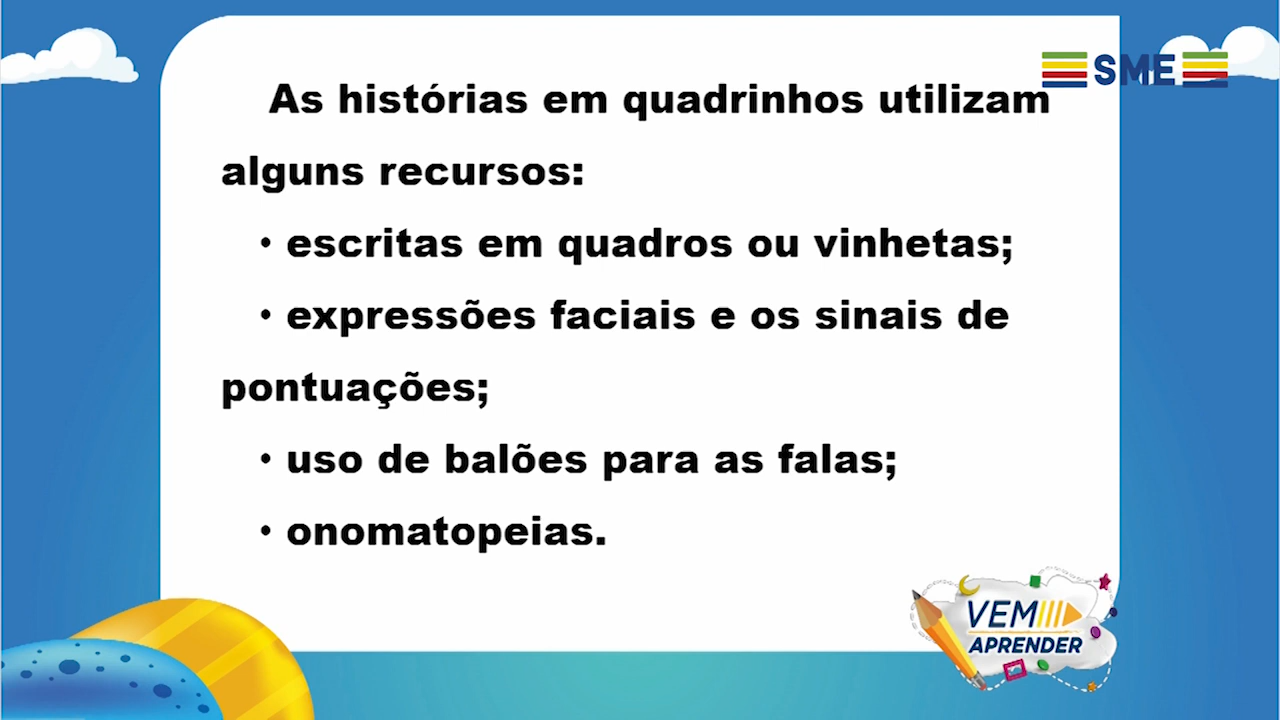 SME
As histórias em quadrinhos utilizam
alguns recursos:
• escritas em quadros ou vinhetas;
• expressões faciais e os sinais de
pontuações;
• uso de balões para as falas;
• onomatopeias.
VEM
APRENDER